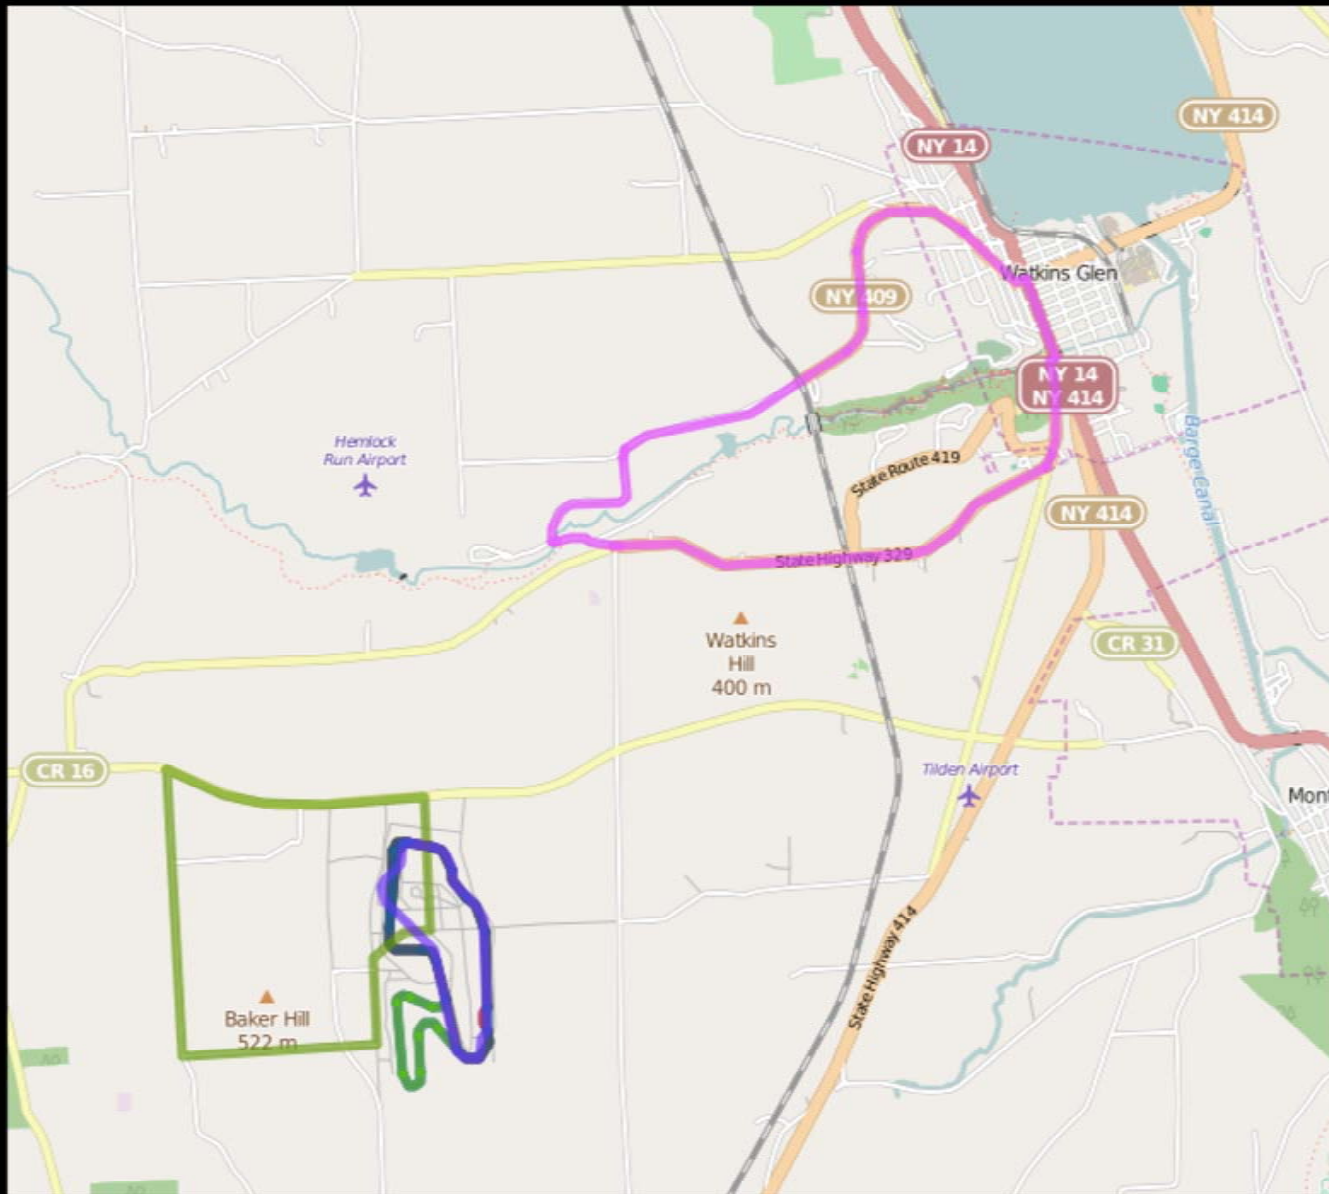 NY 414
NY 14
Watkins Glen
NY 409
NY 14
NY 414
Hemlock
Run Airport
State Route 419
Barge Canal
NY 414
State Highway 329
Watkins
Hill
400 m
CR 31
CR 16
Tilden Airport
Mont
State Highway 414
Baker Hill
522 m